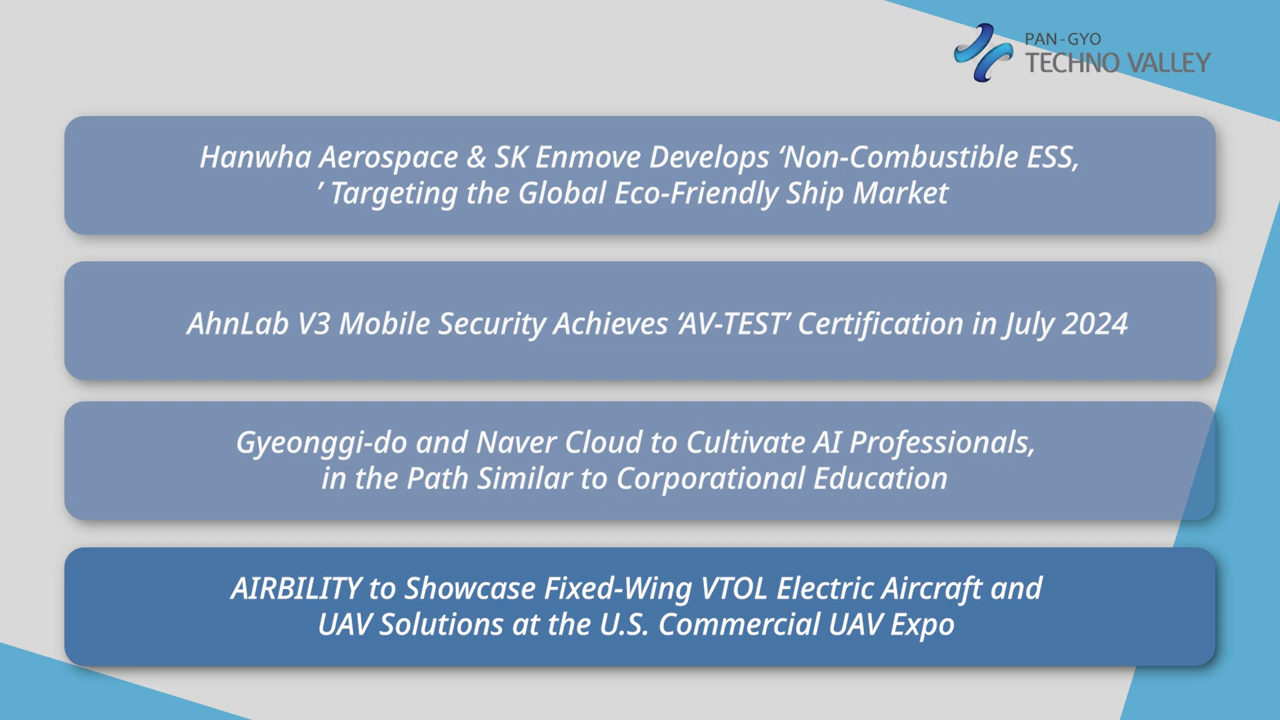 PAN-GYO
TECHNO VALLEY
Hanwha Aerospace & SK Enmove Develops ‘Non-Combustible ESS,
’ Targeting the Global Eco-Friendly Ship Market
AhnLab V3 Mobile Security Achieves ‘AV-TEST’ Certification in July 2024
Gyeonggi-do and Naver Cloud to Cultivate AI Professionals,
in the Path Similar to Corporational Education
AIRBILITY to Showcase Fixed-Wing VTOL Electric Aircraft and
UAV Solutions at the U.S. Commercial UAV Expo